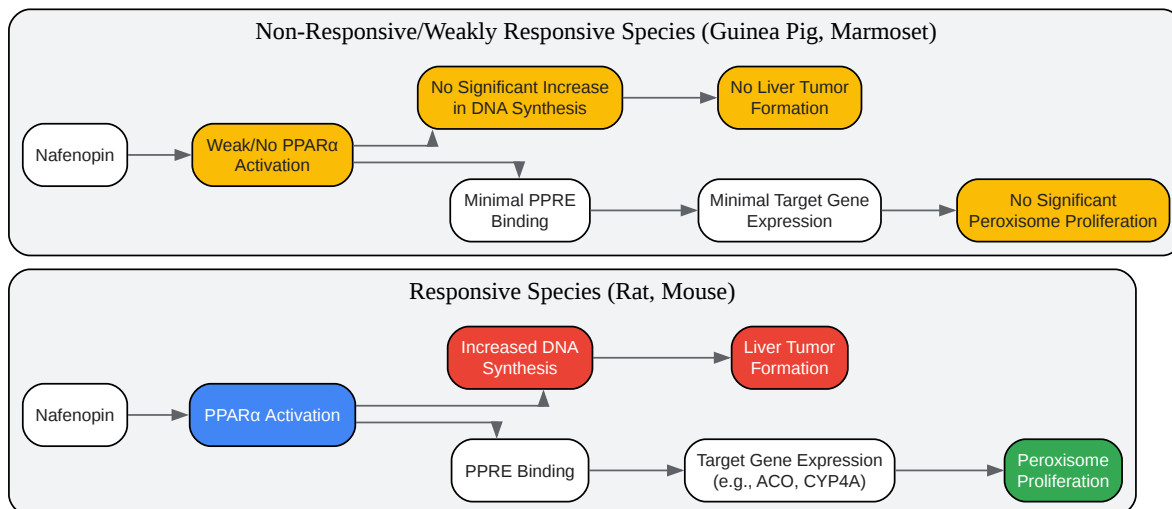 Non-Responsive/Weakly Responsive Species (Guinea Pig, Marmoset)
No Significant Increase
in DNA Synthesis
No Liver Tumor
Formation
Nafenopin
Weak/No PPARα
Activation
Minimal PPRE
Binding
Minimal Target Gene
Expression
No Significant
Peroxisome Proliferation
Responsive Species (Rat, Mouse)
Increased DNA
Synthesis
Liver Tumor
Formation
Nafenopin
PPARα Activation
PPRE Binding
Target Gene Expression
(e.g., ACO, CYP4A)
Peroxisome
Proliferation